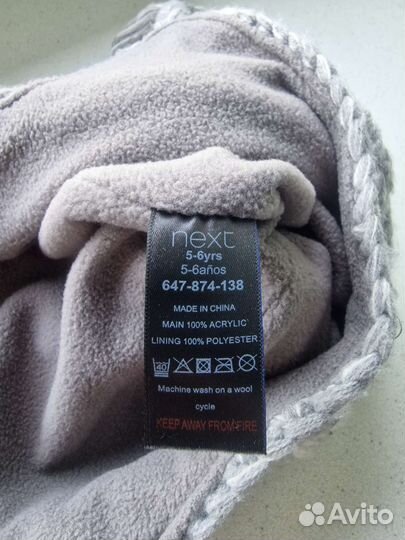 next
5-6yrs
5-6años
647-874-138
MADE IN CHINA
MAIN 100% ACRYLIC
LINING 100% POLYESTER
40
Machine wash on a wool
cycle
KEEP AWAY FROM FIRE
Avito